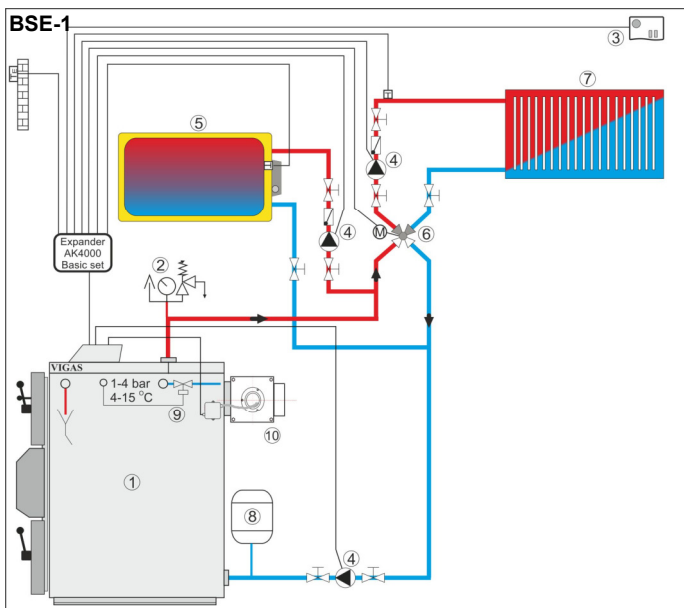 BSE-1
③
⑦
TE
T
⑤
④
④
M
⑥
Expander
AK4000
Basic set
②
VIGAS
1-4 bar
4-15 °C
⑨
⑩
①
⑧
④